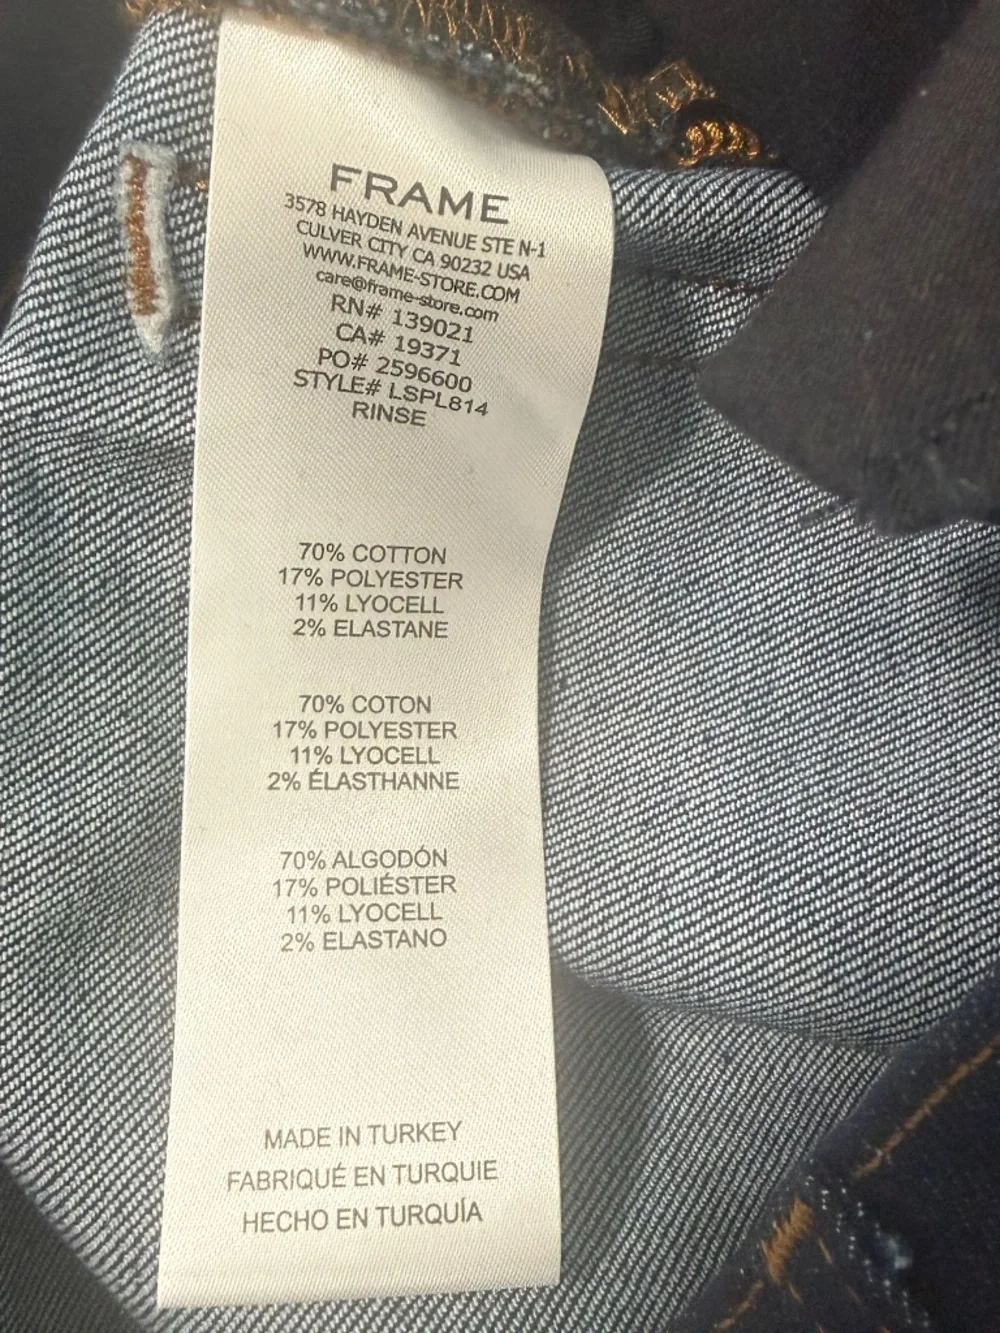 FRAME
3578 HAYDEN AVENUE STE N-1
CULVER CITY CA 90232 USA
WWW.FRAME-STORE.COM
care@frame-store.com
RN# 139021
CA# 19371
PO# 2596600
STYLE# LSPL814
RINSE
70% COTTON
17% POLYESTER
11% LYOCELL
2% ELASTANE
70% COTON
17% POLYESTER
11% LYOCELL
2% ÉLASTHANNE
70% ALGODÓN
17% POLIÉSTER
11% LYOCELL
2% ELASTANO
MADE IN TURKEY
FABRIQUÉ EN TURQUIE
HECHO EN TURQUÍA